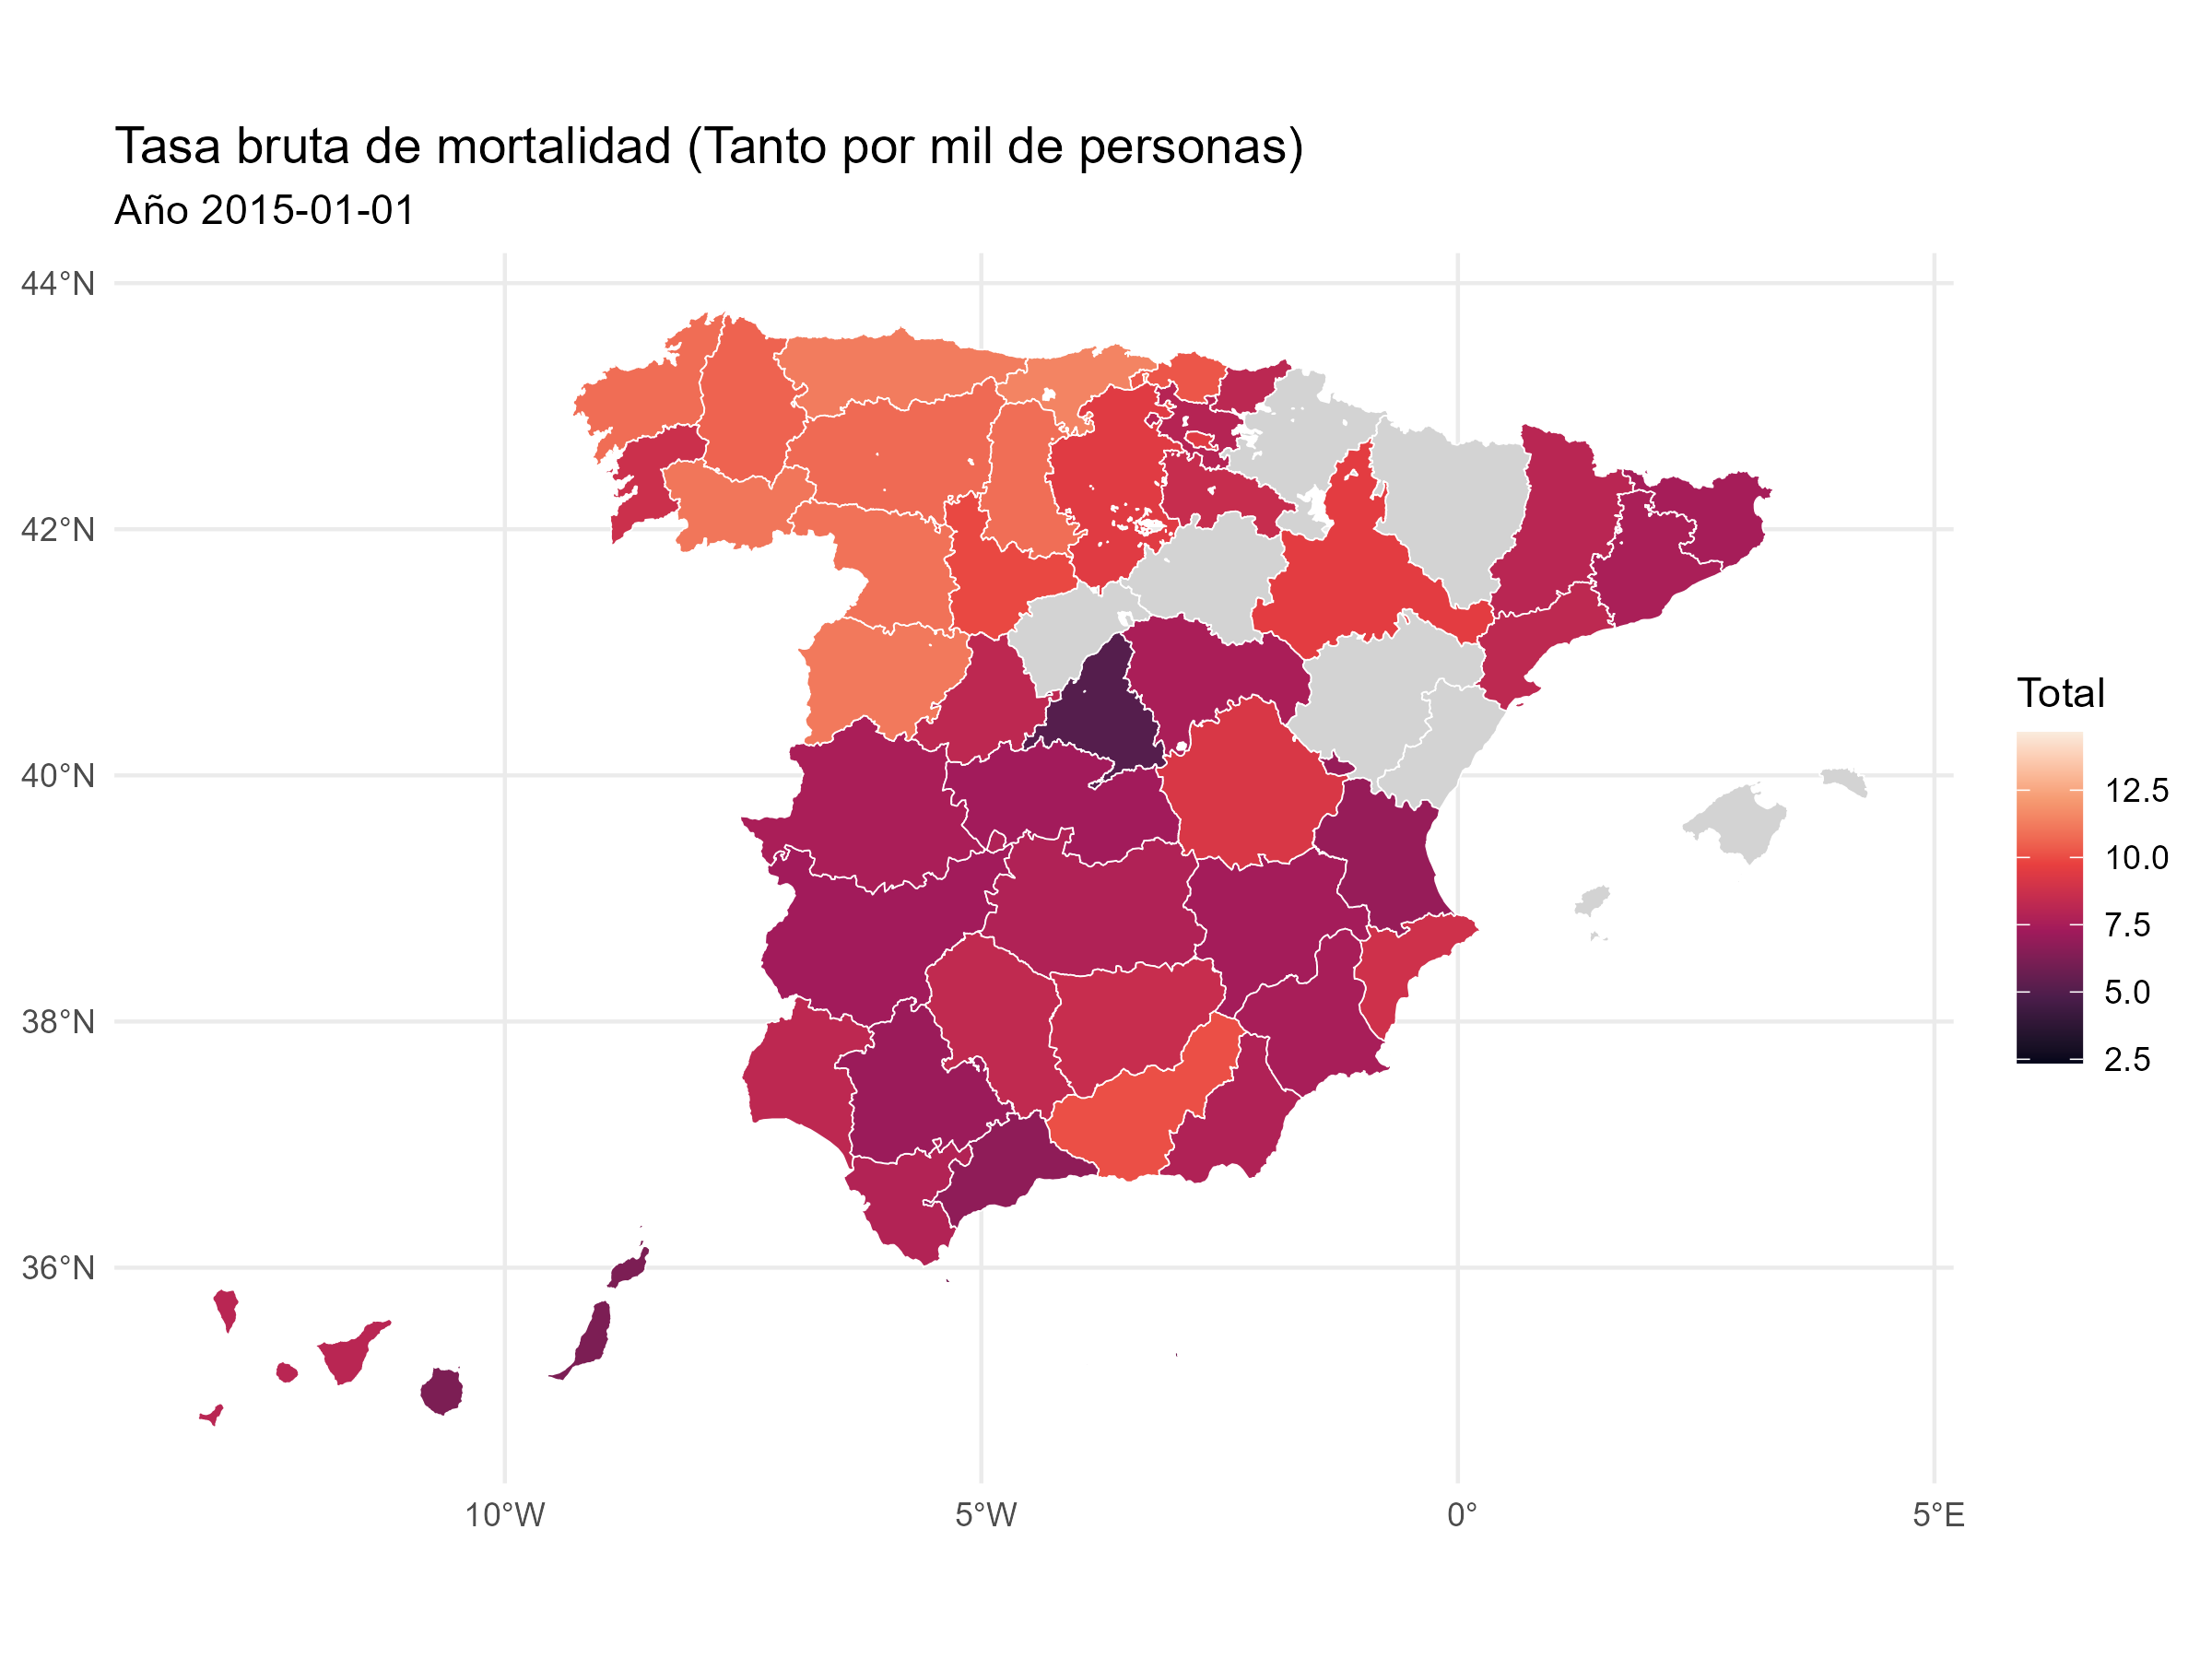 Tasa bruta de mortalidad (Tanto por mil de personas)
Año 2015-01-01
44°N
42°N
40°N
38°N
36°N
10°W
5°W
0°
5°E
Total
12.5
10.0
7.5
5.0
2.5